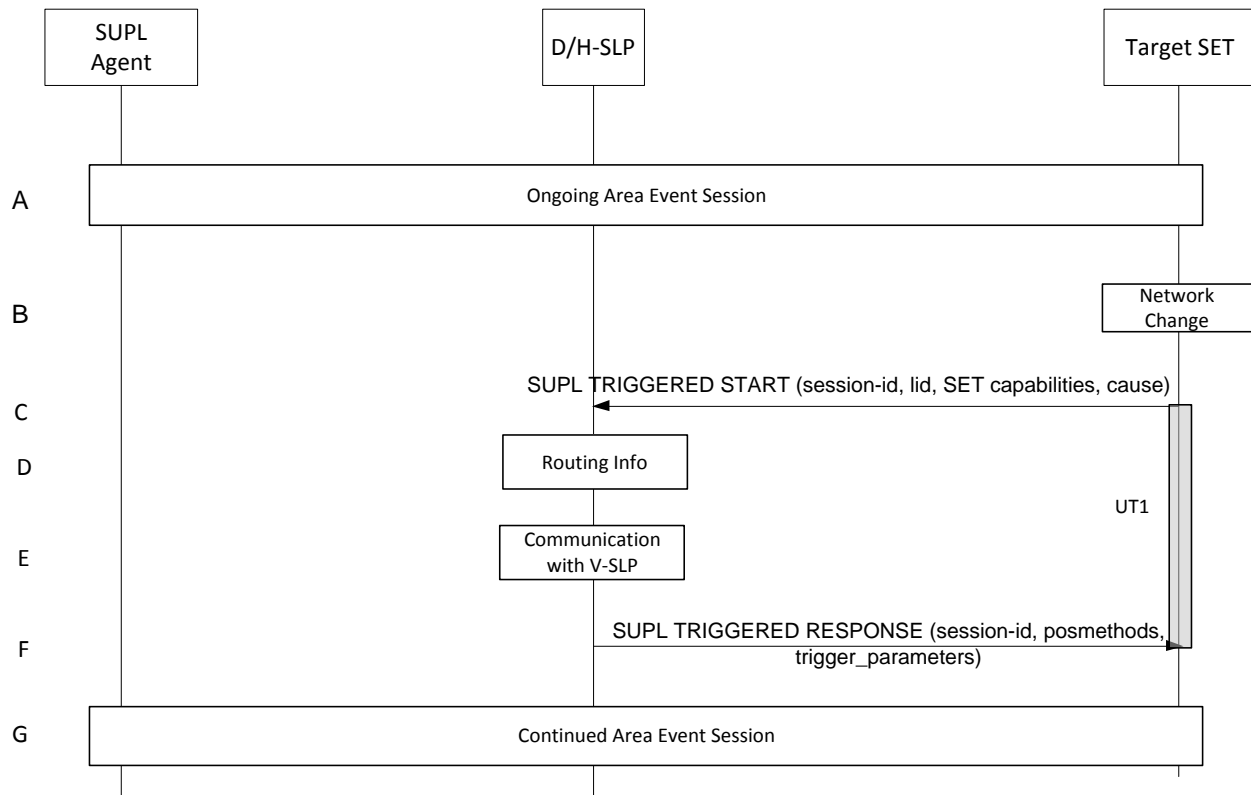 SUPL
Agent
D/H-SLP
Target SET
A
Ongoing Area Event Session
B
Network
Change
SUPL TRIGGERED START (session-id, lid, SET capabilities, cause)
C
D
Routing Info
UT1
E
Communication
with V-SLP
SUPL TRIGGERED RESPONSE (session-id, posmethods,
trigger_parameters)
F
G
Continued Area Event Session